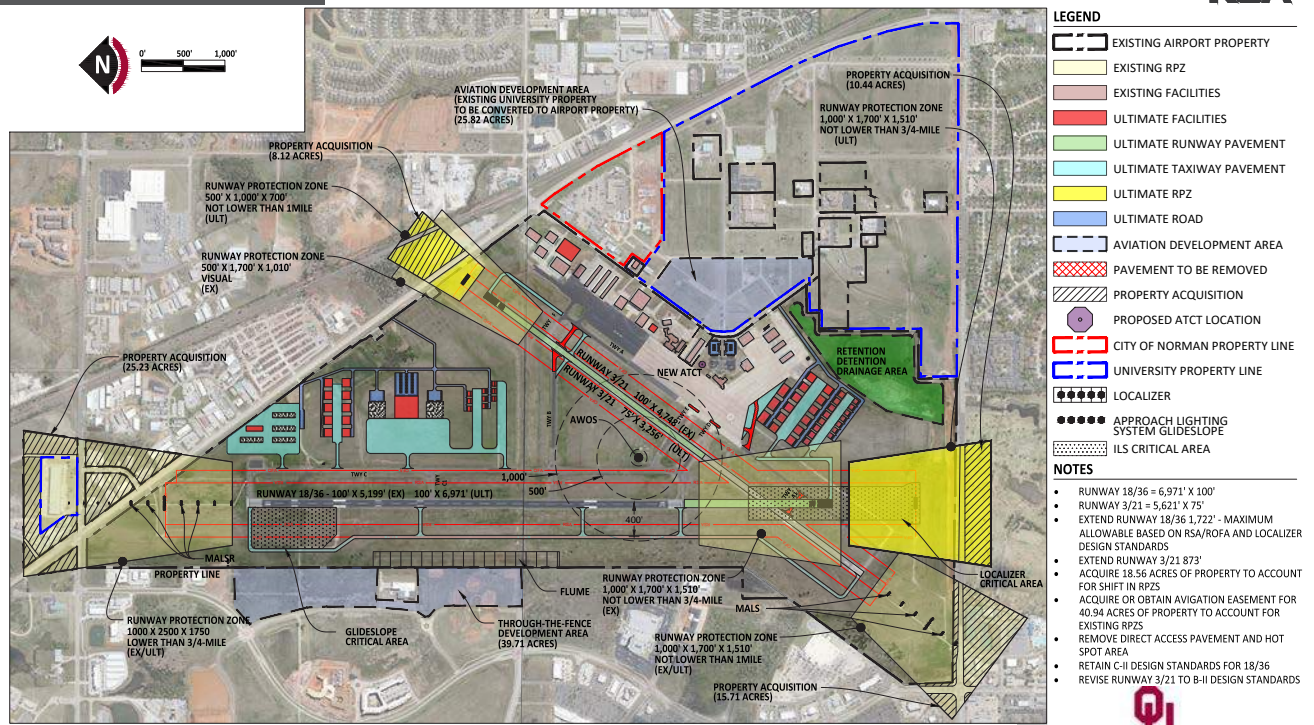 N
0' 500' 1,000'
PROPERTY ACQUISITION
(8.12 ACRES)
RUNWAY PROTECTION ZONE
500' X 1,000' X 700'
NOT LOWER THAN 1MILE
(ULT)
RUNWAY PROTECTION ZONE
500' X 1,700' X 1,010'
VISUAL
(EX)
AVIATION DEVELOPMENT AREA
(EXISTING UNIVERSITY PROPERTY
TO BE CONVERTED TO AIRPORT PROPERTY)
(25.82 ACRES)
PROPERTY ACQUISITION
(10.44 ACRES)
RUNWAY PROTECTION ZONE
1,000' X 1,700' X 1,510'
NOT LOWER THAN 3/4-MILE
(ULT)
PROPERTY ACQUISITION
(25.23 ACRES)
RETENTION
DETENTION
DRAINAGE AREA
NEW ATCT
AWOS
TWY A
TWY B
TWY C
RUNWAY 3/21 100' X 4,748' (EX)
RUNWAY 3/21 75' X 3,256' (ULT)
1,000'
500'
RUNWAY 18/36 - 100' X 5,199' (EX) 100' X 6,971' (ULT)
400'
MALSR
PROPERTY LINE
RUNWAY PROTECTION ZONE
1000 X 2500 X 1750
LOWER THAN 3/4-MILE
(EX/ULT)
GLIDESLOPE
CRITICAL AREA
FLUME
THROUGH-THE-FENCE
DEVELOPMENT AREA
(39.71 ACRES)
RUNWAY PROTECTION ZONE
1,000' X 1,700' X 1,510'
NOT LOWER THAN 3/4-MILE
(EX)
MALS
RUNWAY PROTECTION ZONE
1,000' X 1,700' X 1,510'
NOT LOWER THAN 1MILE
(EX/ULT)
PROPERTY ACQUISITION
(15.71 ACRES)
LOCALIZER
CRITICAL AREA
LEGEND
EXISTING AIRPORT PROPERTY
EXISTING RPZ
EXISTING FACILITIES
ULTIMATE FACILITIES
ULTIMATE RUNWAY PAVEMENT
ULTIMATE TAXIWAY PAVEMENT
ULTIMATE RPZ
ULTIMATE ROAD
AVIATION DEVELOPMENT AREA
PAVEMENT TO BE REMOVED
PROPERTY ACQUISITION
PROPOSED ATCT LOCATION
CITY OF NORMAN PROPERTY LINE
UNIVERSITY PROPERTY LINE
LOCALIZER
APPROACH LIGHTING
SYSTEM GLIDESLOPE
ILS CRITICAL AREA
NOTES
• RUNWAY 18/36 = 6,971' X 100'
• RUNWAY 3/21 = 5,621' X 75'
• EXTEND RUNWAY 18/36 1,722' - MAXIMUM
ALLOWABLE BASED ON RSA/ROFA AND LOCALIZER
DESIGN STANDARDS
• EXTEND RUNWAY 3/21 873'
• ACQUIRE 18.56 ACRES OF PROPERTY TO ACCOUNT
FOR SHIFT IN RPZS
• ACQUIRE OR OBTAIN AVIGATION EASEMENT FOR
40.94 ACRES OF PROPERTY TO ACCOUNT FOR
EXISTING RPZS
• REMOVE DIRECT ACCESS PAVEMENT AND HOT
SPOT AREA
• RETAIN C-II DESIGN STANDARDS FOR 18/36
• REVISE RUNWAY 3/21 TO B-II DESIGN STANDARDS